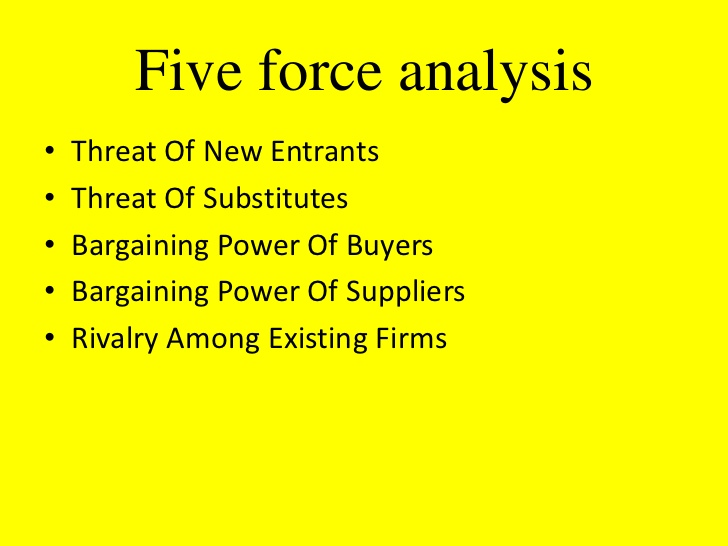 Five force analysis
• Threat Of New Entrants
• Threat Of Substitutes
• Bargaining Power Of Buyers
• Bargaining Power Of Suppliers
• Rivalry Among Existing Firms